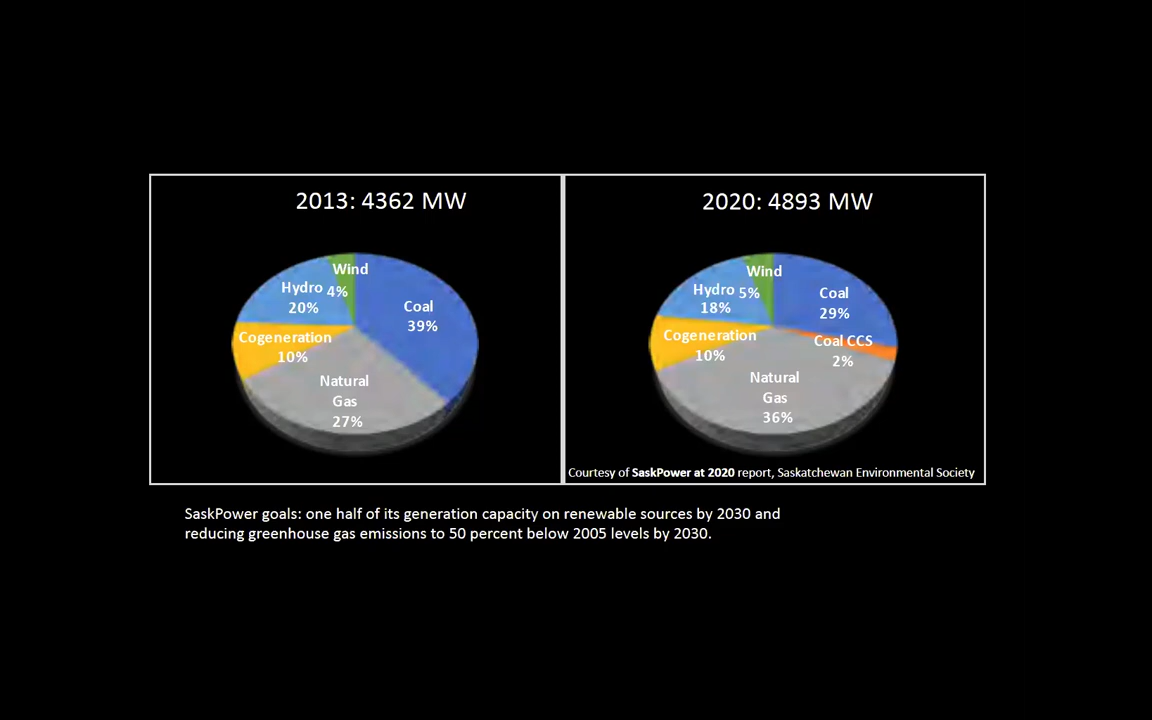 2013: 4362 MW
Wind
4%
Hydro
20%
Coal
39%
Cogeneration
10%
Natural
Gas
27%
2020: 4893 MW
Wind
5%
Hydro
18%
Coal
29%
Coal CCS
2%
Cogeneration
10%
Natural
Gas
36%
Courtesy of SaskPower at 2020 report, Saskatchewan Environmental Society
SaskPower goals: one half of its generation capacity on renewable sources by 2030 and
reducing greenhouse gas emissions to 50 percent below 2005 levels by 2030.